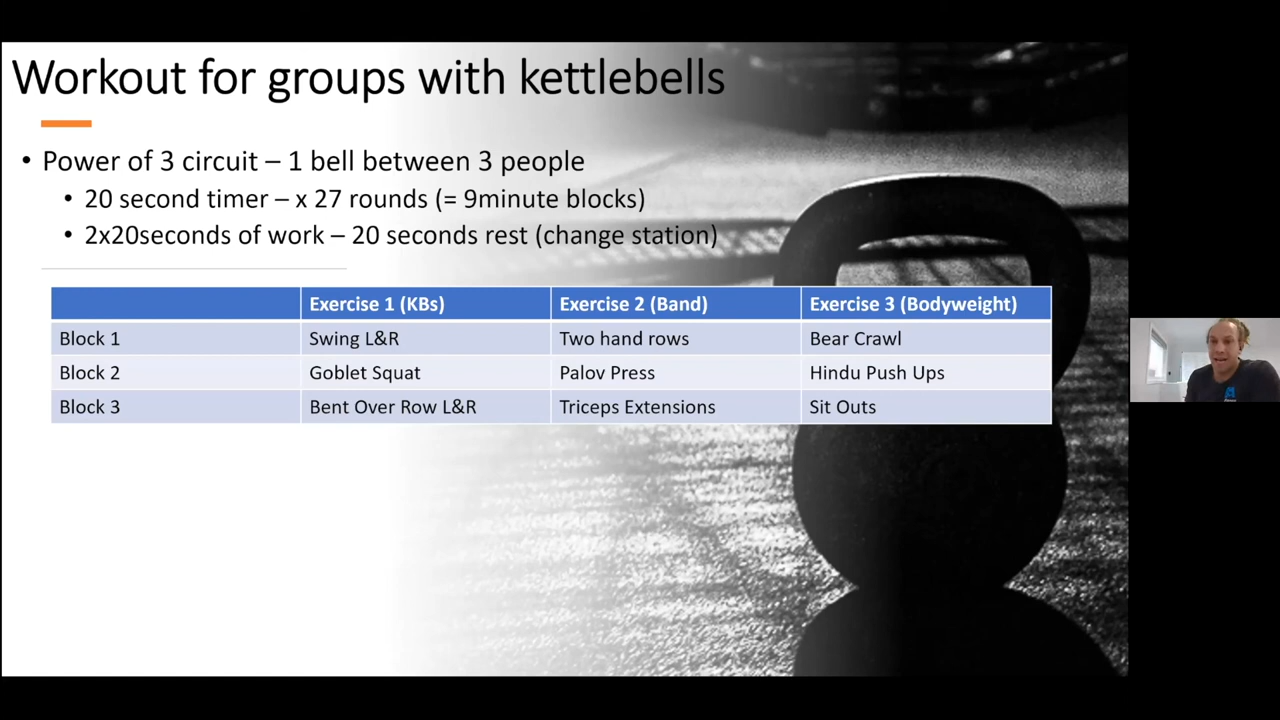 Workout for groups with kettlebells
• Power of 3 circuit – 1 bell between 3 people
• 20 second timer – x 27 rounds (= 9minute blocks)
• 2x20seconds of work – 20 seconds rest (change station)
Exercise 1 (KBs) Exercise 2 (Band) Exercise 3 (Bodyweight)
Block 1 Swing L&R Two hand rows Bear Crawl
Block 2 Goblet Squat Palov Press Hindu Push Ups
Block 3 Bent Over Row L&R Triceps Extensions Sit Outs